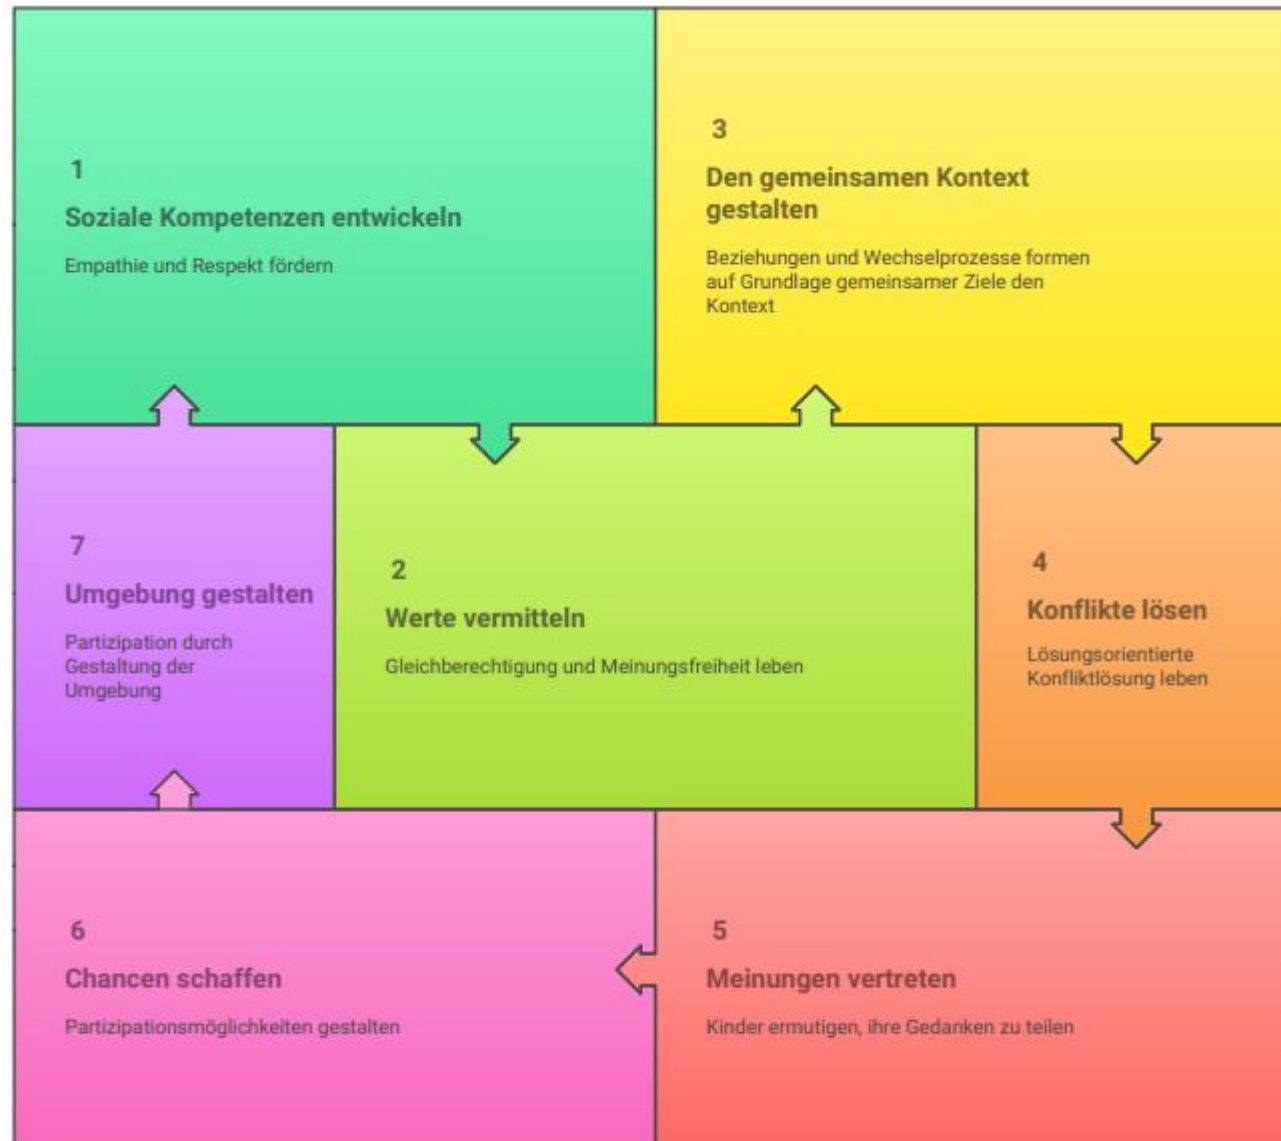 1
Soziale Kompetenzen entwickeln
Empathie und Respekt fördern
3
Den gemeinsamen Kontext
gestalten
Beziehungen und Wechselprozesse formen
auf Grundlage gemeinsamer Ziele den
Kontext
7
Umgebung gestalten
Partizipation durch
Gestaltung der
Umgebung
2
Werte vermitteln
Gleichberechtigung und Meinungsfreiheit leben
4
Konflikte lösen
Lösungsorientierte
Konfliktlösung leben
6
Chancen schaffen
Partizipationsmöglichkeiten gestalten
5
Meinungen vertreten
Kinder ermutigen, ihre Gedanken zu teilen